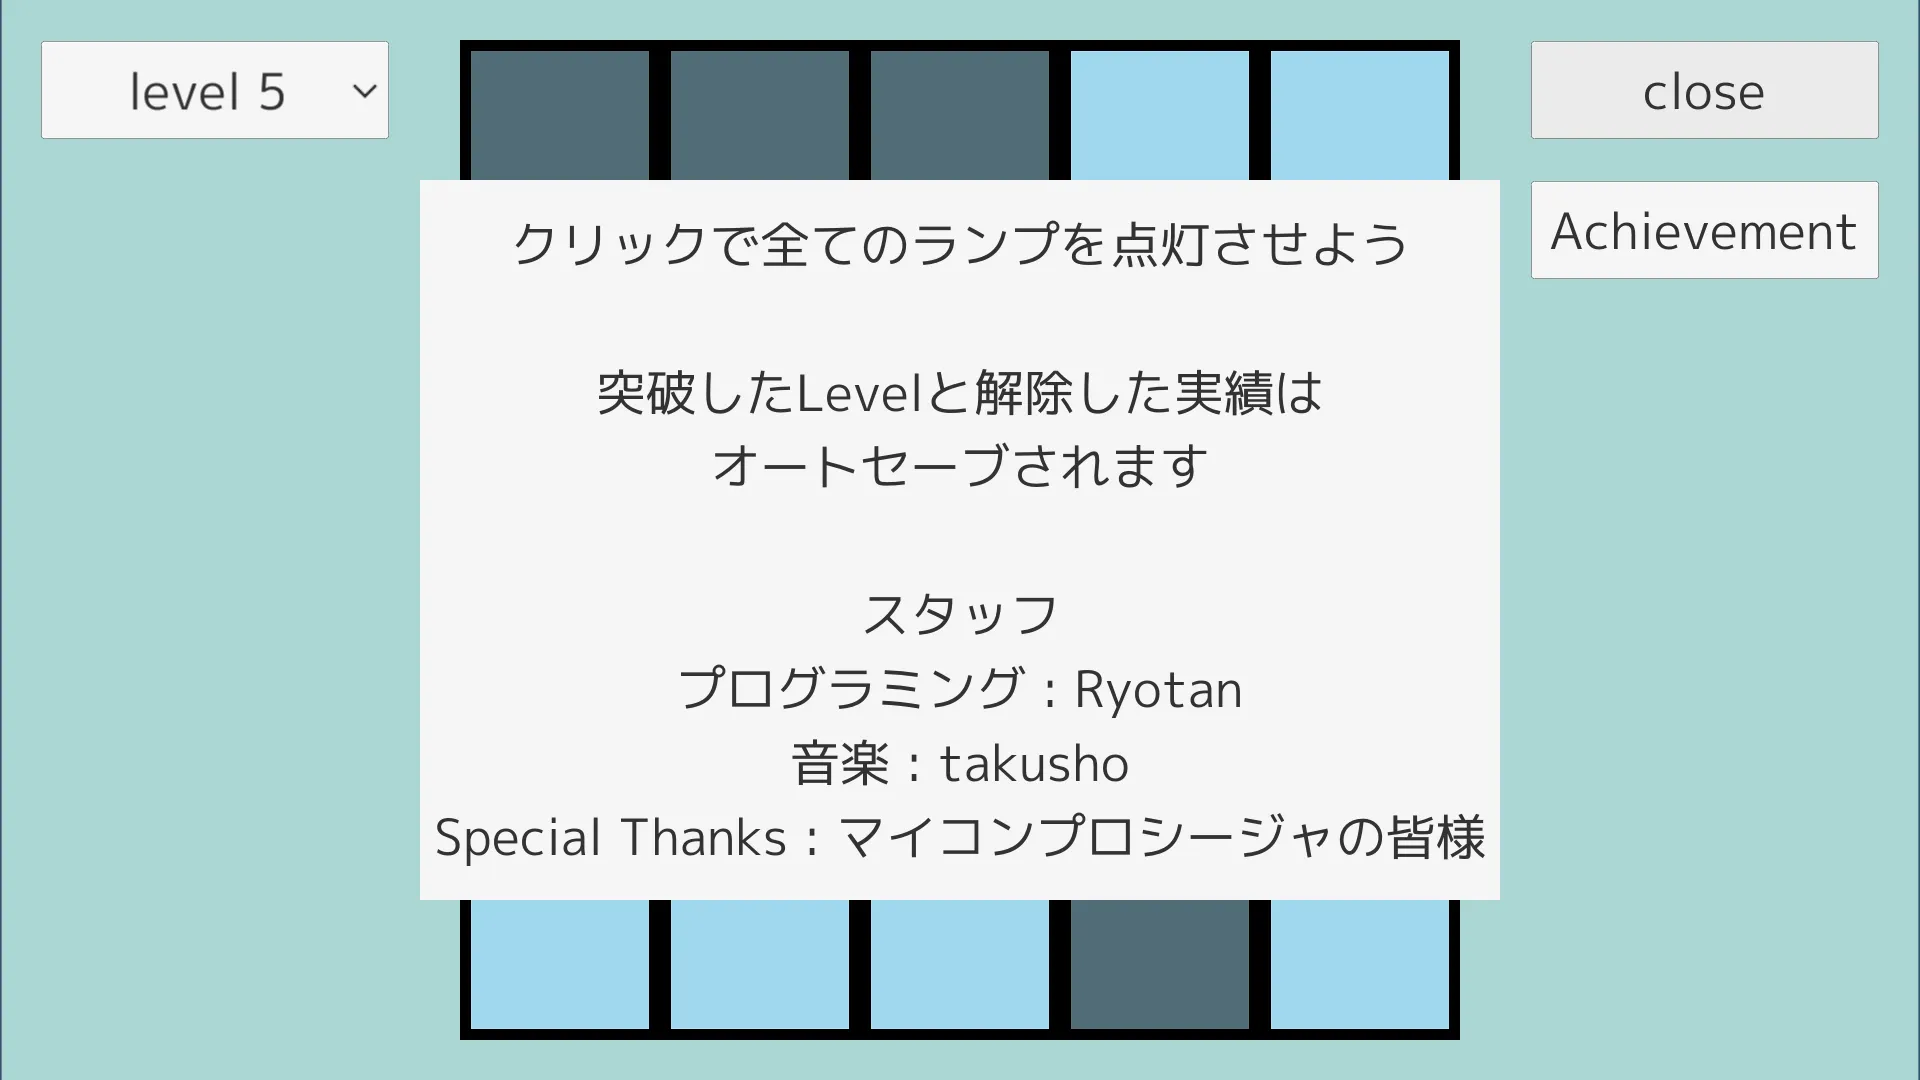 level 5
close
Achievement
クリックで全てのランプを点灯させよう
突破したLevelと解除した実績は
オートセーブされます
スタッフ
プログラミング : Ryotan
音楽 : takusho
Special Thanks : マイコンプロシージャの皆様